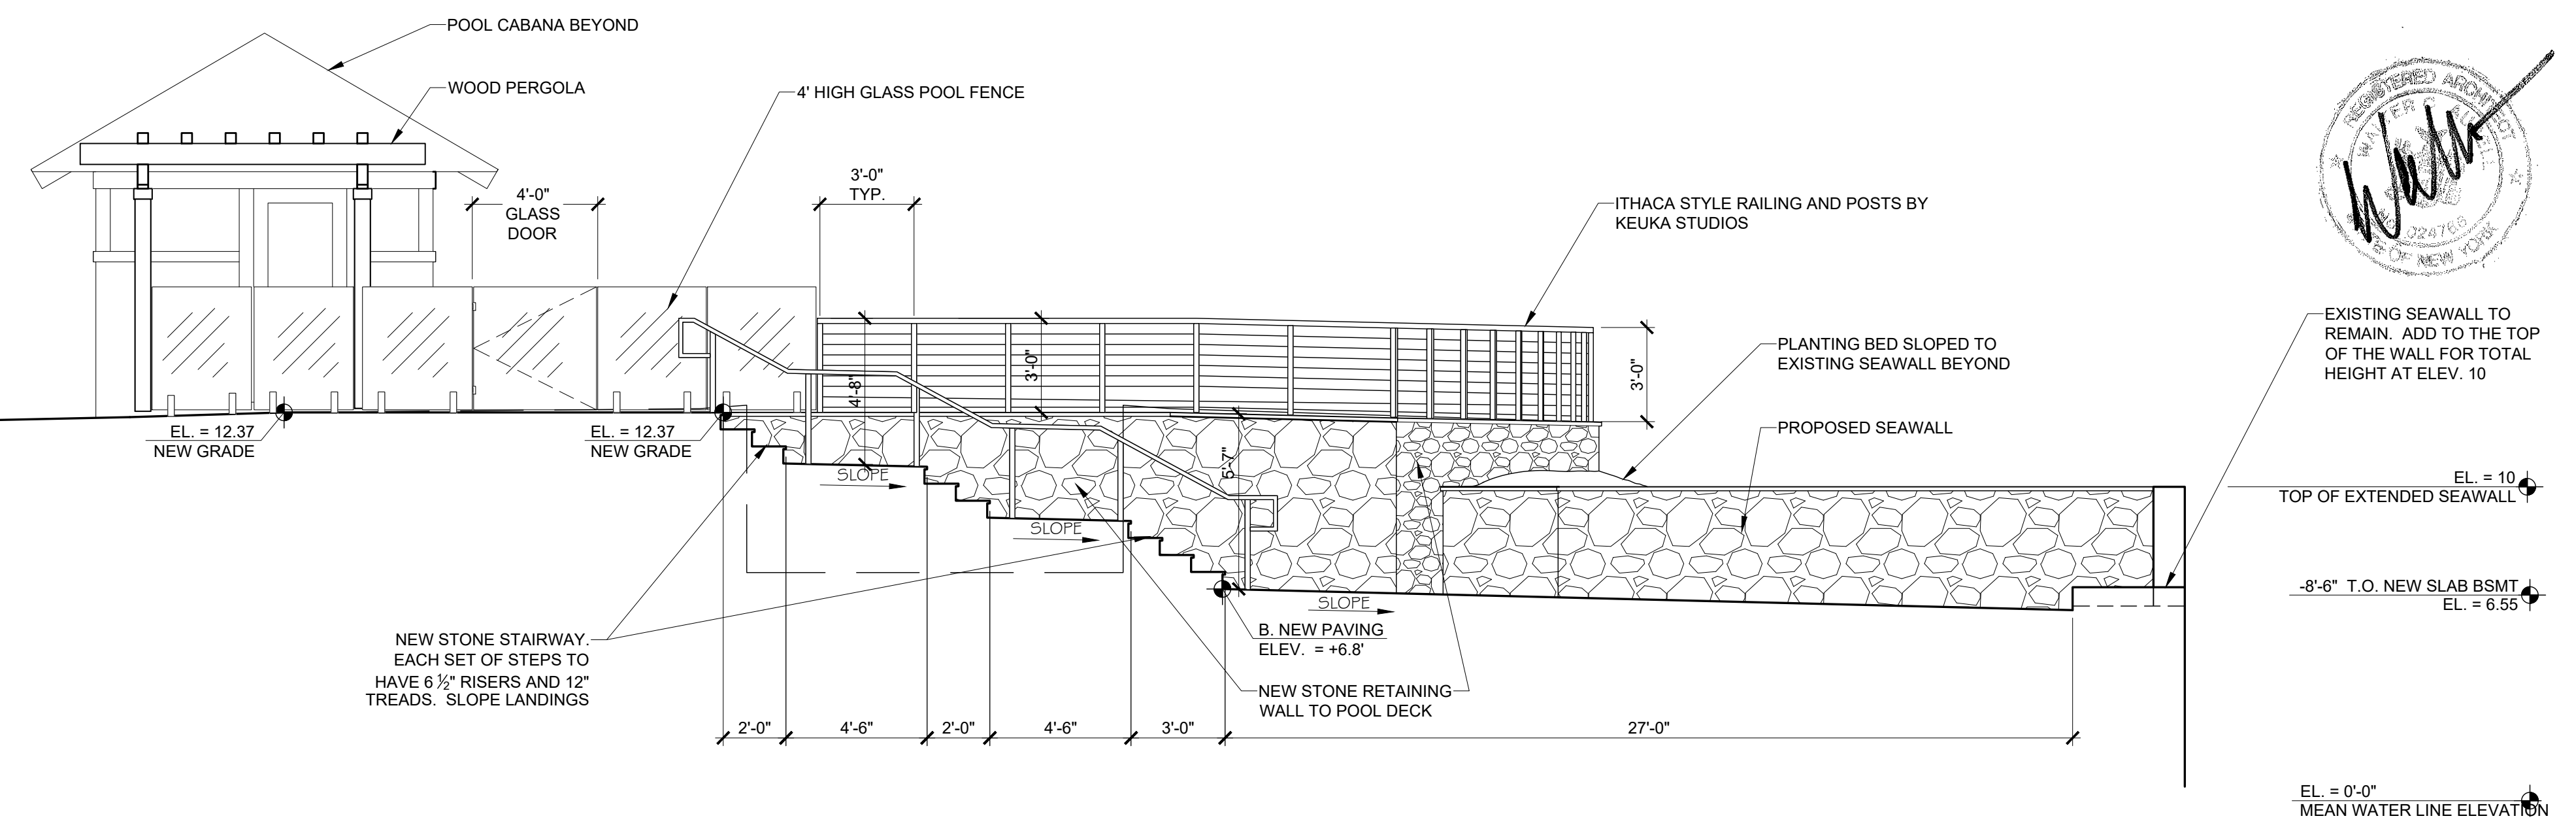 POOL CABANA BEYOND
WOOD PERGOLA
4' HIGH GLASS POOL FENCE
4'-0"
GLASS
DOOR
3'-0"
TYP.
ITHACA STYLE RAILING AND POSTS BY
KEUKA STUDIOS
REGISTERED ARCHITECT
OF NEW YORK
EXISTING SEAWALL TO
REMAIN. ADD TO THE TOP
OF THE WALL FOR TOTAL
HEIGHT AT ELEV. 10
PLANTING BED SLOPED TO
EXISTING SEAWALL BEYOND
4'-8"
3'-0"
3'-0"
PROPOSED SEAWALL
EL. = 12.37
NEW GRADE
EL. = 12.37
NEW GRADE
5'-7"
SLOPE
SLOPE
SLOPE
EL. = 10
TOP OF EXTENDED SEAWALL
-8'-6" T.O. NEW SLAB BSMT
EL. = 6.55
B. NEW PAVING
ELEV. = +6.8'
NEW STONE STAIRWAY.
EACH SET OF STEPS TO
HAVE 6 ½" RISERS AND 12"
TREADS. SLOPE LANDINGS
NEW STONE RETAINING
WALL TO POOL DECK
2'-0"
4'-6"
2'-0"
4'-6"
3'-0"
27'-0"
EL. = 0'-0"
MEAN WATER LINE ELEVATION